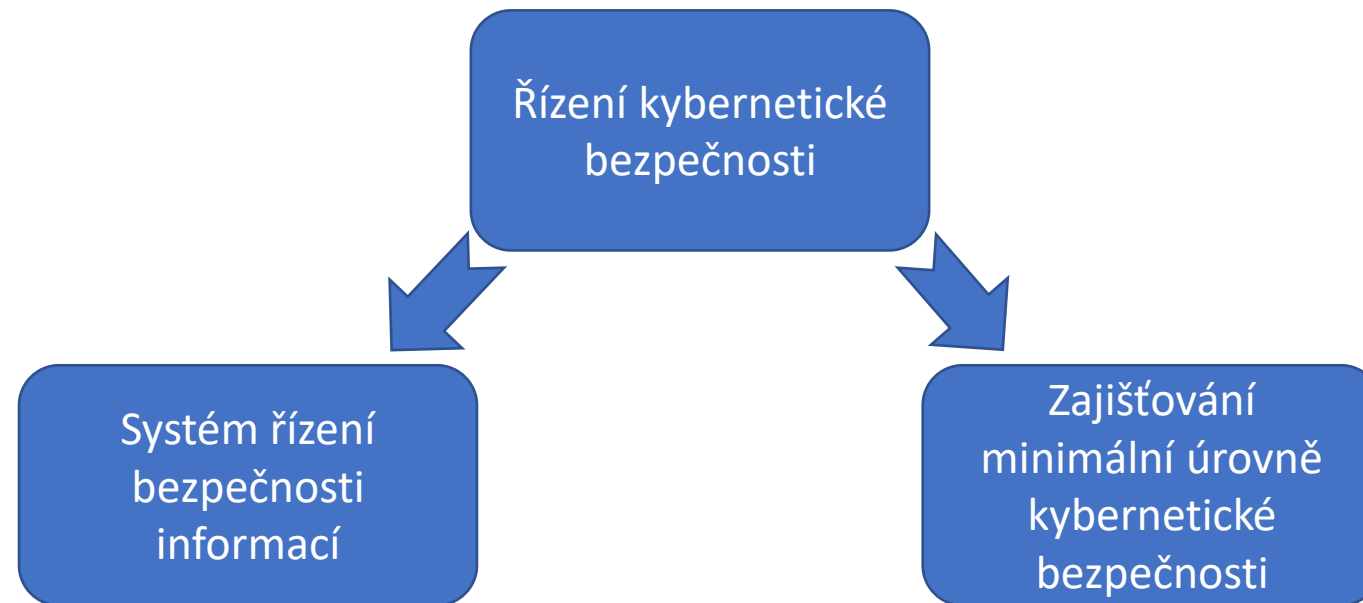 Řízení kybernetické
bezpečnosti
Systém řízení
bezpečnosti
informací
Zajišťování
minimální úrovně
kybernetické
bezpečnosti